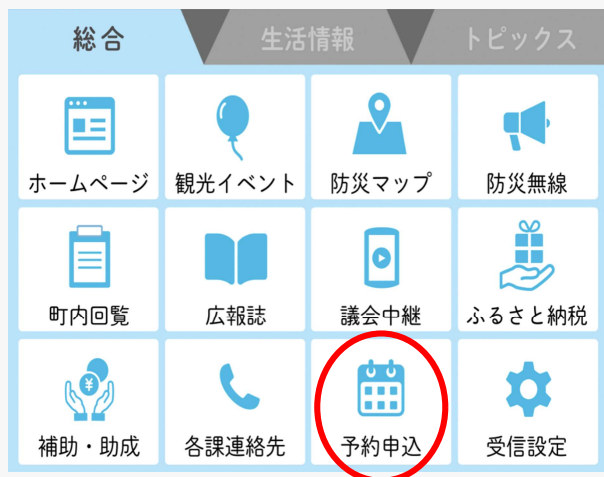 総合
生活情報
トピックス
ホームページ
観光イベント
防災マップ
防災無線
町内回覧
広報誌
議会中継
ふるさと納税
¥
補助・助成
各課連絡先
予約申込
受信設定